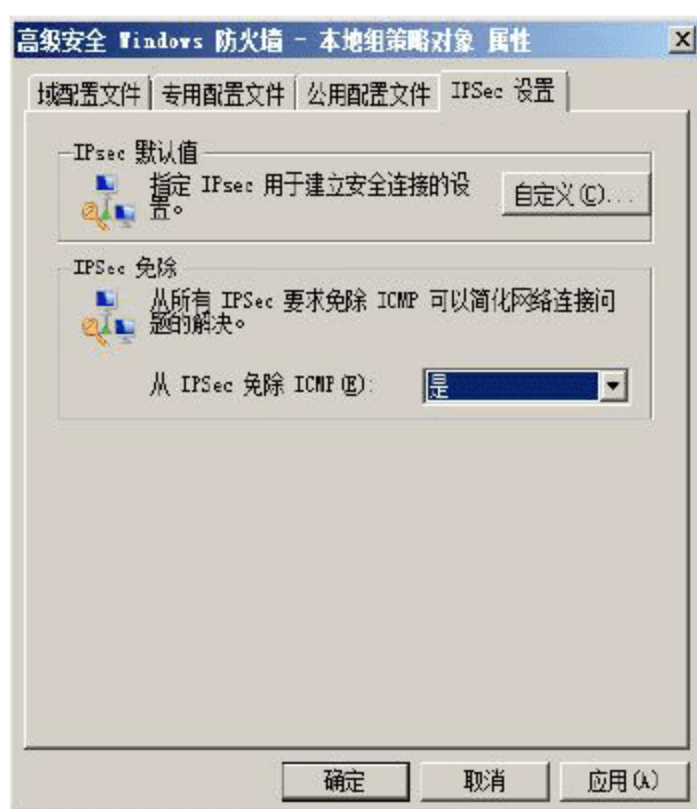 高级安全 Windows 防火墙 - 本地组策略对象 属性
域配置文件 专用配置文件 公用配置文件 IPSec 设置
IPsec 默认值
指定 IPsec 用于建立安全连接的设
置。
自定义(C)...
IPSec 免除
从所有 IPSec 要求免除 ICMP 可以简化网络连接问
题的解决。
从 IPSec 免除 ICMP(E): 是
确定 取消 应用(A)